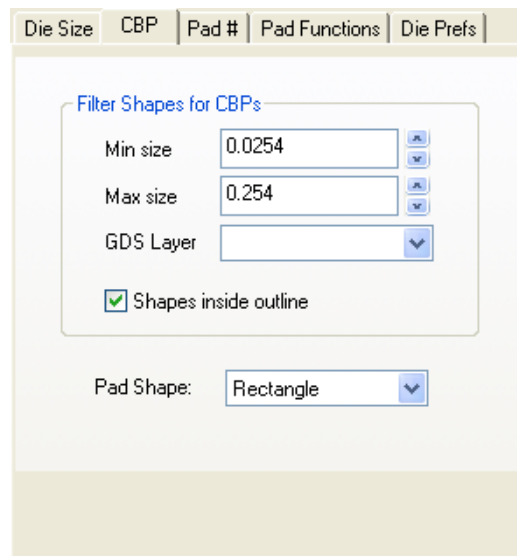 Die Size CBP Pad # Pad Functions Die Prefs
Filter Shapes for CBPs
Min size 0.0254
Max size 0.254
GDS Layer
Shapes inside outline
Pad Shape: Rectangle